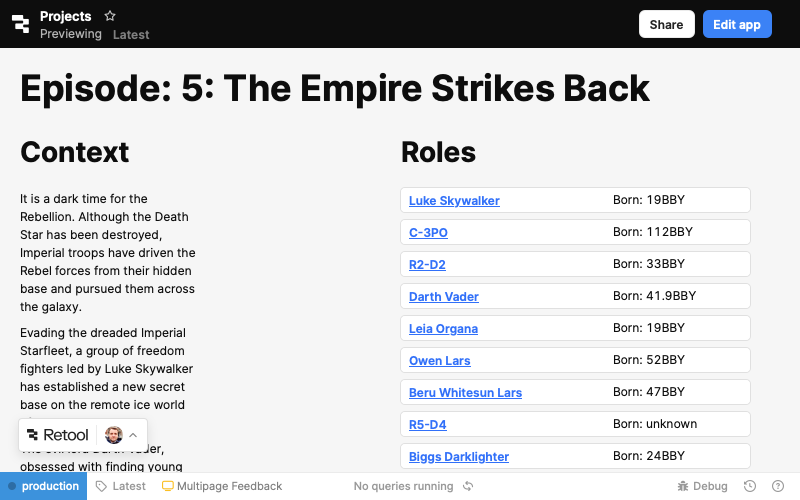 Projects
Previewing Latest
Share
Edit app
Episode: 5: The Empire Strikes Back
Context
It is a dark time for the
Rebellion. Although the Death
Star has been destroyed,
Imperial troops have driven the
Rebel forces from their hidden
base and pursued them across
the galaxy.
Evading the dreaded Imperial
Starfleet, a group of freedom
fighters led by Luke Skywalker
has established a new secret
base on the remote ice world
Vader,
obsessed with finding young
Roles
Luke Skywalker Born: 19BBY
C-3PO Born: 112BBY
R2-D2 Born: 33BBY
Darth Vader Born: 41.9BBY
Leia Organa Born: 19BBY
Owen Lars Born: 52BBY
Beru Whitesun Lars Born: 47BBY
R5-D4 Born: unknown
Biggs Darklighter Born: 24BBY
Retool
production Latest Multipage Feedback No queries running Debug